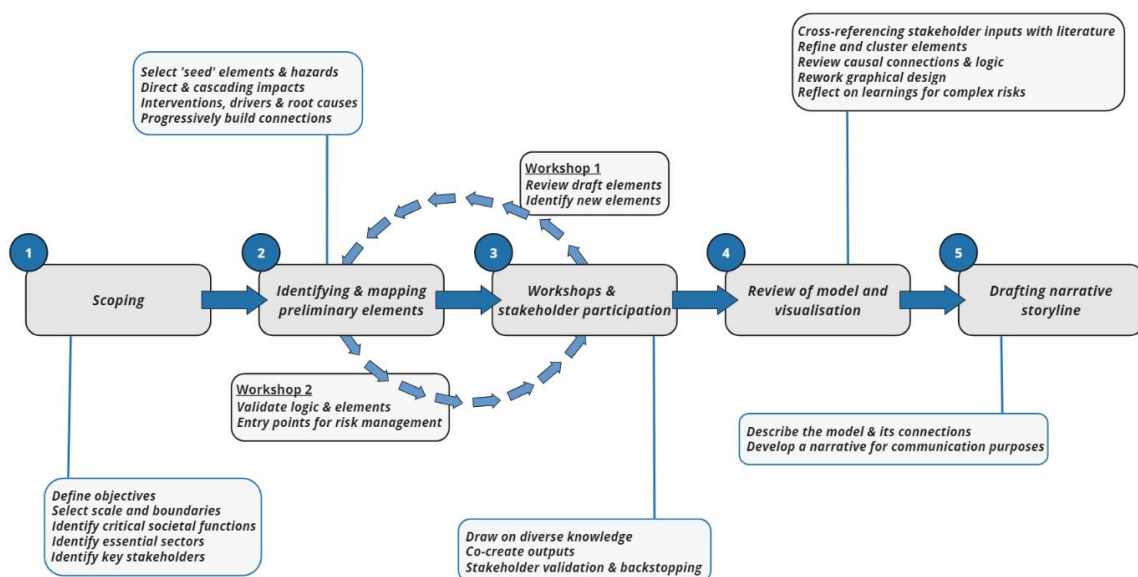 Cross-referencing stakeholder inputs with literature
Refine and cluster elements
Review causal connections & logic
Rework graphical design
Reflect on learnings for complex risks
Select 'seed' elements & hazards
Direct & cascading impacts
Interventions, drivers & root causes
Progressively build connections
Workshop 1
Review draft elements
Identify new elements
1
Scoping
2
Identifying & mapping
preliminary elements
3
Workshops &
stakeholder participation
4
Review of model and
visualisation
5
Drafting narrative
storyline
Workshop 2
Validate logic & elements
Entry points for risk management
Describe the model & its connections
Develop a narrative for communication purposes
Define objectives
Select scale and boundaries
Identify critical societal functions
Identify essential sectors
Identify key stakeholders
Draw on diverse knowledge
Co-create outputs
Stakeholder validation & backstopping